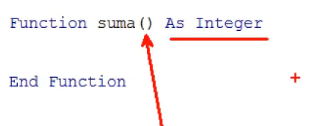 Function suma() As Integer
End Function